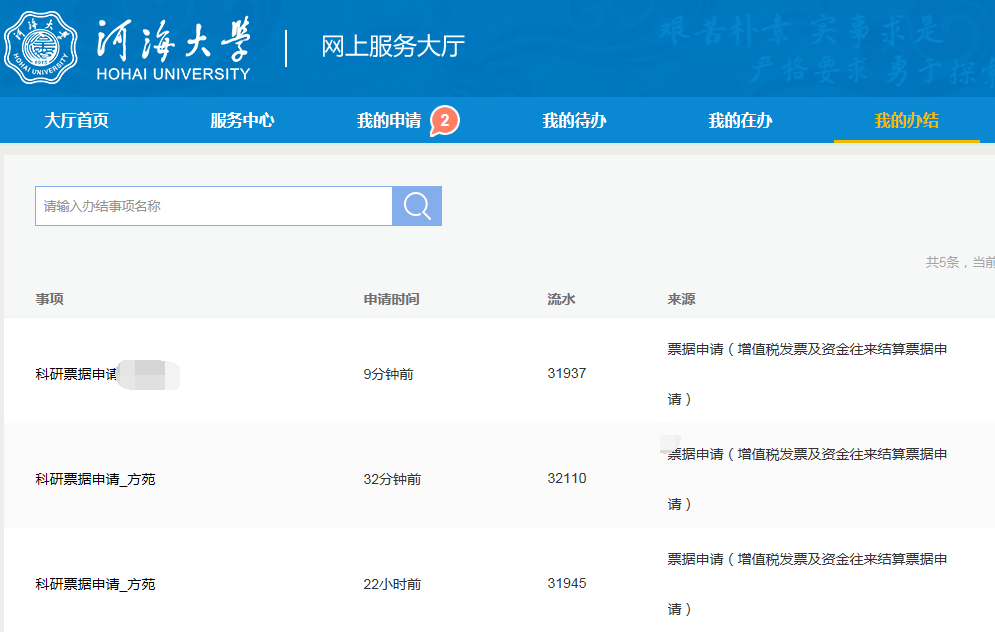 河海大学
HOHAI UNIVERSITY
网上服务大厅
艰苦朴素 实事求是
严格要求 勇于探索
大厅首页 服务中心 我的申请 2 我的待办 我的在办 我的办结
请输入办结事项名称
共5条，当前
事项 申请时间 流水 来源
科研票据申请 9分钟前 31937 票据申请（增值税发票及资金往来结算票据申
请）
科研票据申请_方苑 32分钟前 32110 票据申请（增值税发票及资金往来结算票据申
请）
科研票据申请_方苑 22小时前 31945 票据申请（增值税发票及资金往来结算票据申
请）